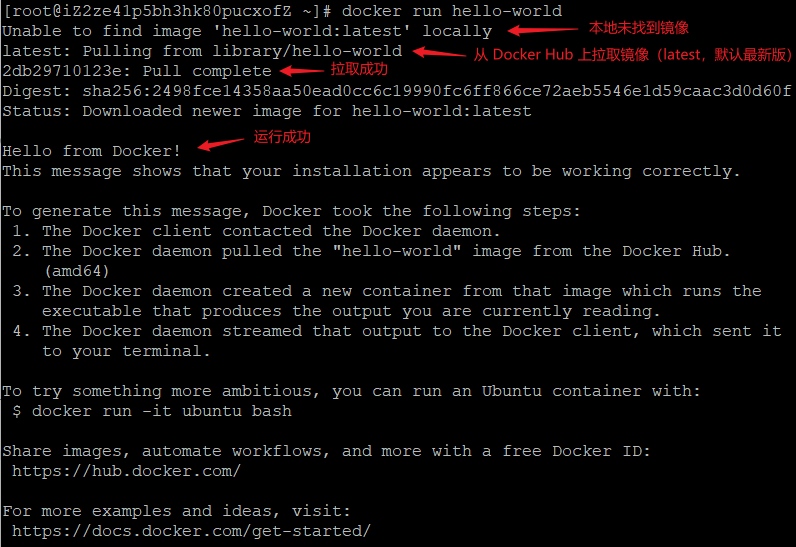 [root@iZ2ze41p5bh3hk80pucxofZ ~]# docker run hello-world
Unable to find image 'hello-world:latest' locally
本地未找到镜像
latest: Pulling from library/hello-world
从 Docker Hub 上拉取镜像（latest，默认最新版）
2db29710123e: Pull complete
拉取成功
Digest: sha256:2498fce14358aa50ead0cc6c19990fc6ff866ce72aeb5546e1d59caac3d0d60f
Status: Downloaded newer image for hello-world:latest
运行成功
Hello from Docker!
This message shows that your installation appears to be working correctly.
To generate this message, Docker took the following steps:
1. The Docker client contacted the Docker daemon.
2. The Docker daemon pulled the "hello-world" image from the Docker Hub.
(amd64)
3. The Docker daemon created a new container from that image which runs the
executable that produces the output you are currently reading.
4. The Docker daemon streamed that output to the Docker client, which sent it
to your terminal.
To try something more ambitious, you can run an Ubuntu container with:
$ docker run -it ubuntu bash
Share images, automate workflows, and more with a free Docker ID:
https://hub.docker.com/
For more examples and ideas, visit:
https://docs.docker.com/get-started/